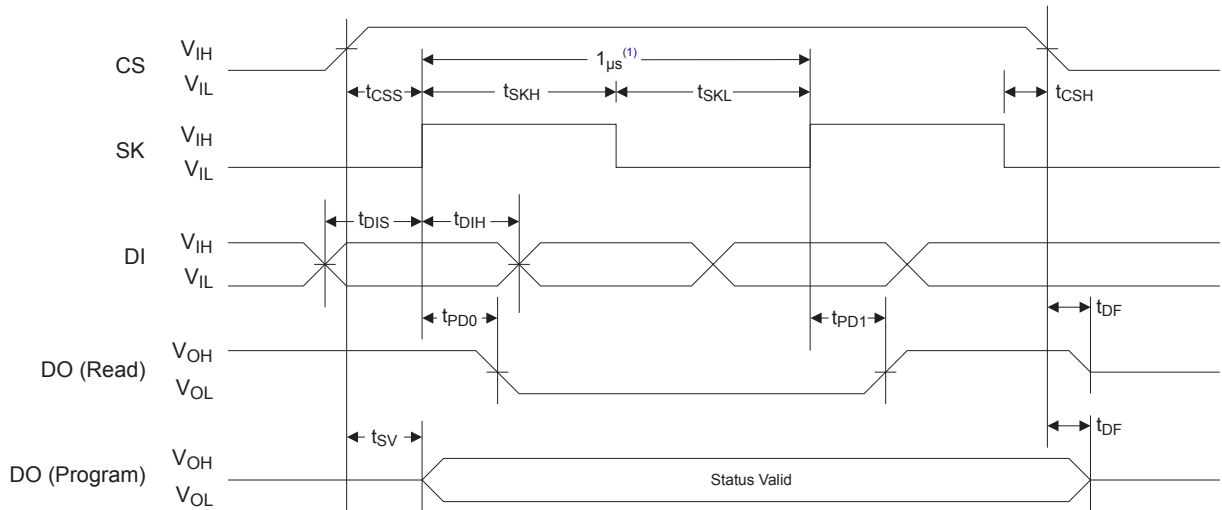 CS
VIH
VIL
1µs(1)
tCSS
tSKH
tSKL
tCSH
SK
VIH
VIL
tDIS
tDIH
DI
VIH
VIL
tPD0
tPD1
tDF
DO (Read)
VOH
VOL
tSV
tDF
DO (Program)
VOH
VOL
Status Valid